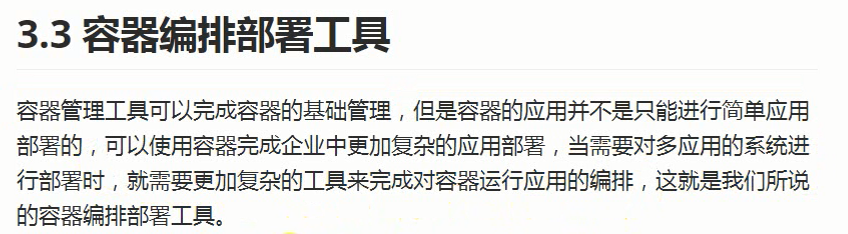 3.3 容器编排部署工具
容器管理工具可以完成容器的基础管理，但是容器的应用并不是只能进行简单应用
部署的，可以使用容器完成企业中更加复杂的应用部署，当需要对多应用的系统进
行部署时，就需要更加复杂的工具来完成对容器运行应用的编排，这就是我们所说
的容器编排部署工具。